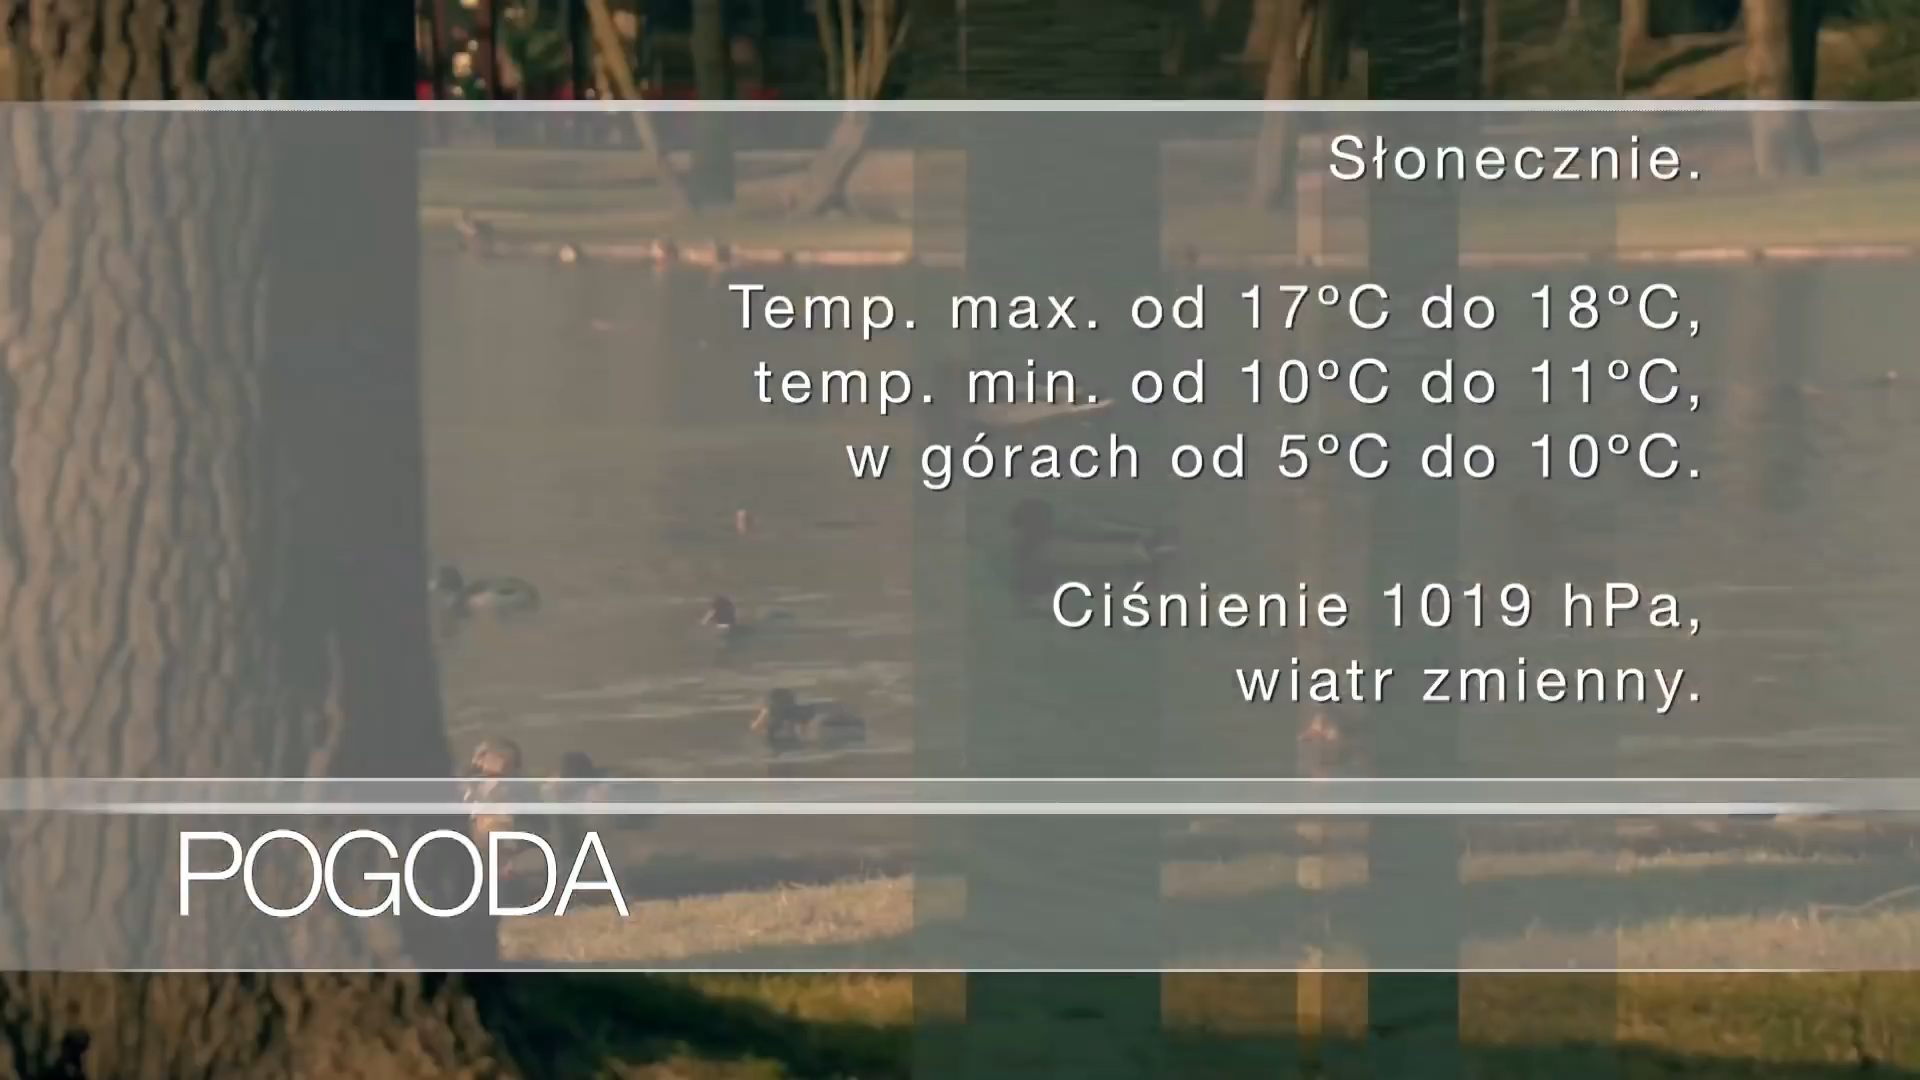 Słonecznie.
Temp. max. od 17°C do 18°C,
temp. min. od 10°C do 11°C,
w górach od 5°C do 10°C.
Ciśnienie 1019 hPa,
wiatr zmienny.
POGODA